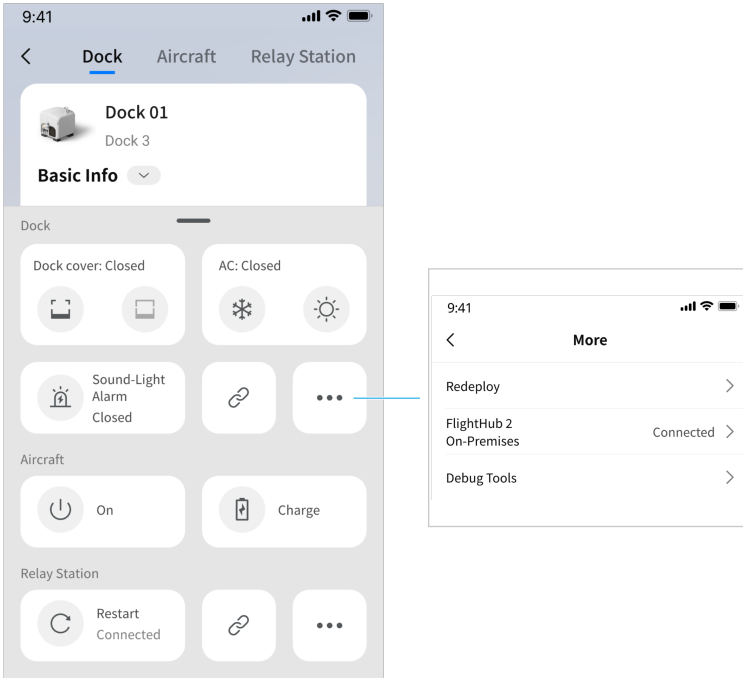 9:41
Dock Aircraft Relay Station
Dock 01
Dock 3
Basic Info
Dock
Dock cover: Closed
AC: Closed
Sound-Light
Alarm
Closed
Aircraft
On
Charge
Relay Station
Restart
Connected
9:41
More
Redeploy
FlightHub 2
On-Premises
Connected
Debug Tools